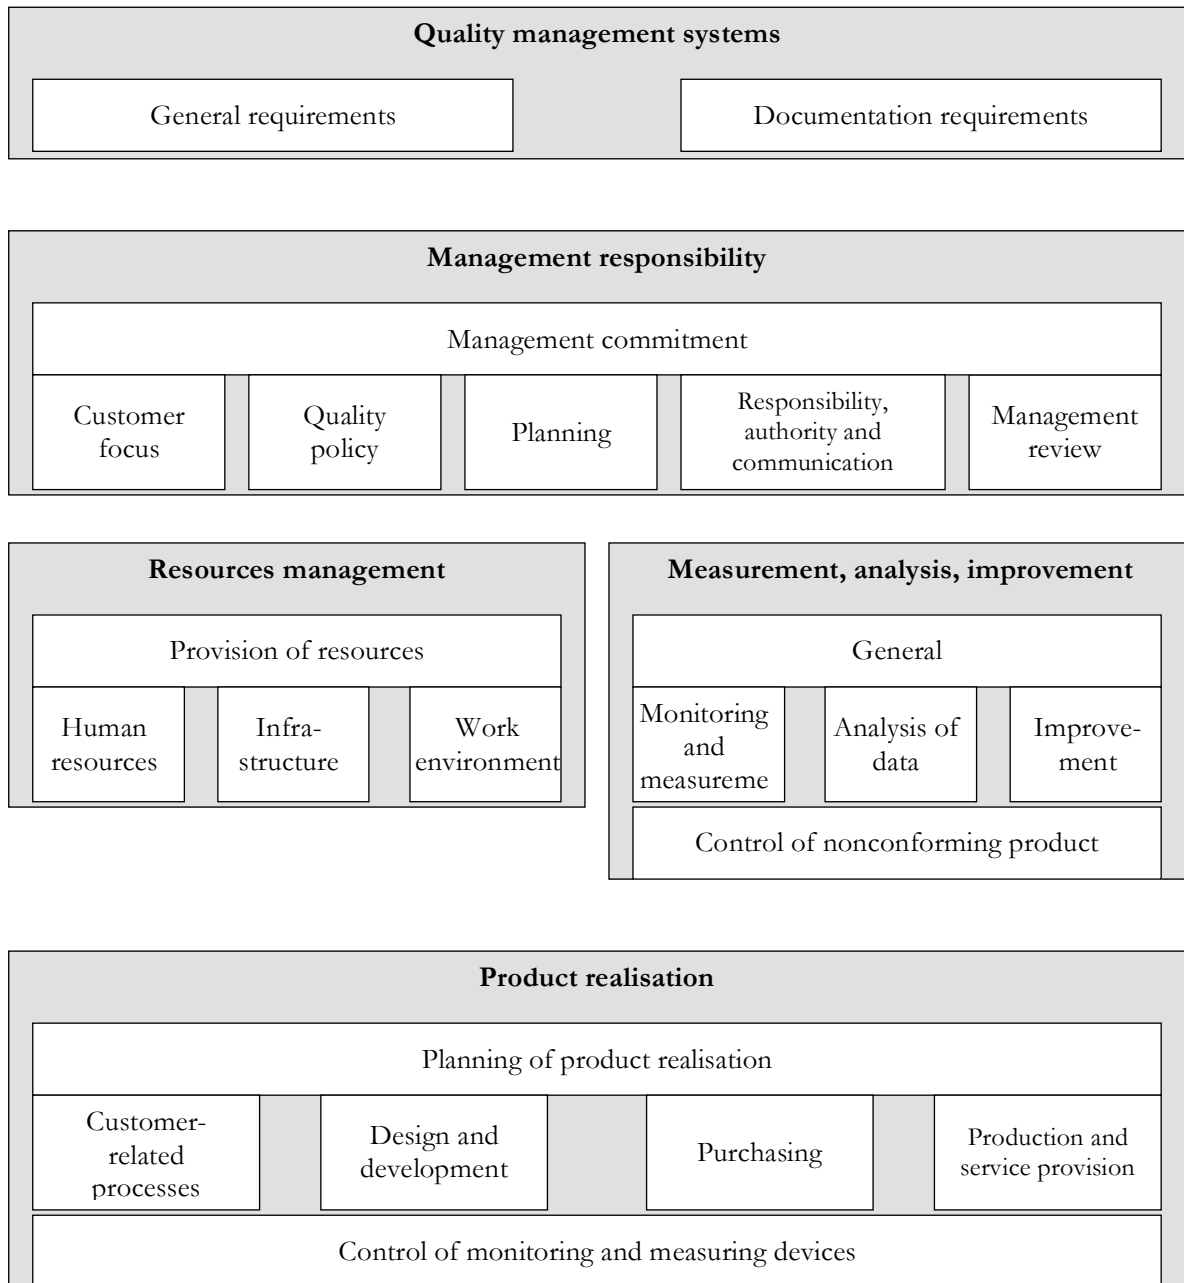 Quality management systems
General requirements
Documentation requirements
Management responsibility
Management commitment
Customer
focus
Quality
policy
Planning
Responsibility,
authority and
communication
Management
review
Resources management
Provision of resources
Human
resources
Infra-
structure
Work
environment
Measurement, analysis, improvement
General
Monitoring
and
measureme
Analysis of
data
Improve-
ment
Control of nonconforming product
Product realisation
Planning of product realisation
Customer-
related
processes
Design and
development
Purchasing
Production and
service provision
Control of monitoring and measuring devices